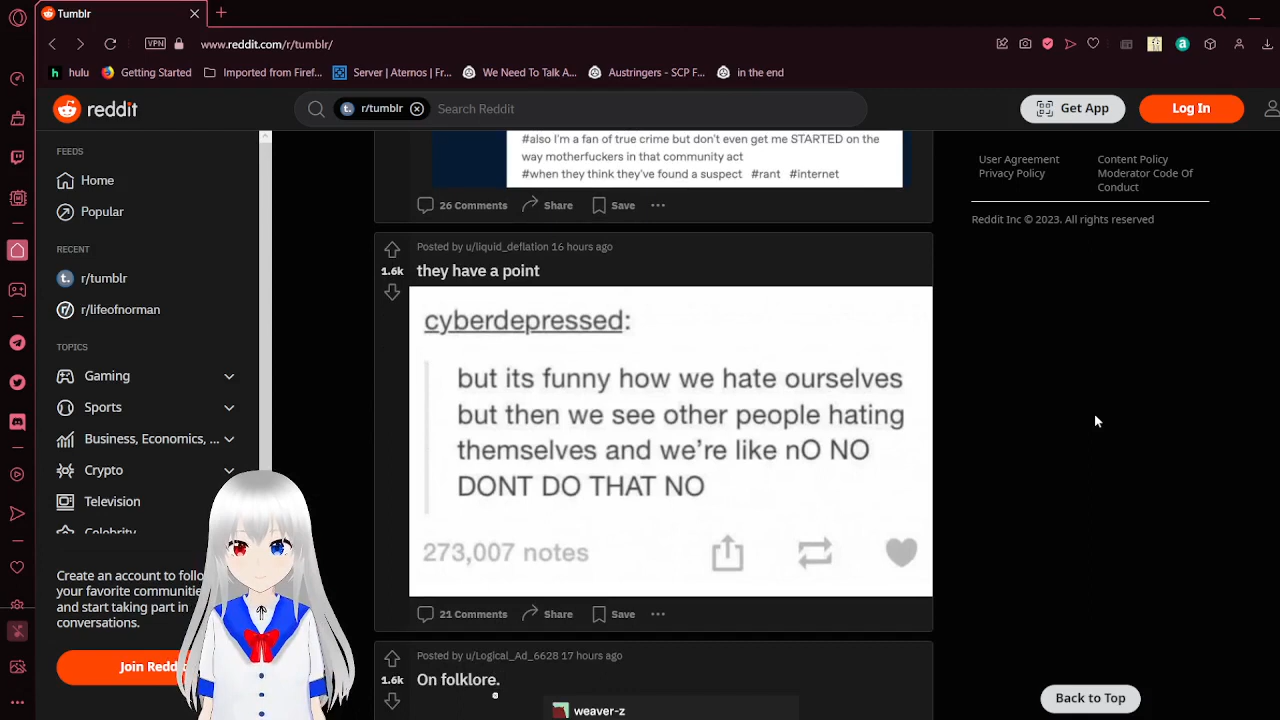 Tumblr
VPN
www.reddit.com/r/tumblr/
hulu
Getting Started
Imported from Firef...
Server | Aternos | Fr...
We Need To Talk A...
Austringers - SCP F...
in the end
reddit
r/tumblr
Search Reddit
Get App
Log In
FEEDS
Home
Popular
RECENT
r/tumblr
r/lifeofnorman
TOPICS
Gaming
Sports
Business, Economics, ...
Crypto
Television
Celebrity
Create an account to follo
your favorite communitie
and start taking part in
conversations.
Join Redd
#also I'm a fan of true crime but don't even get me STARTED on the
way motherfuckers in that community act
#when they think they've found a suspect #rant #internet
26 Comments Share Save
Posted by u/liquid_deflation 16 hours ago
1.6k
they have a point
cyberdepressed:
but its funny how we hate ourselves
but then we see other people hating
themselves and we're like nO NO
DONT DO THAT NO
273,007 notes
21 Comments Share Save
Posted by u/Logical_Ad_6628 17 hours ago
1.6k
On folklore.
weaver-z
User Agreement
Privacy Policy
Content Policy
Moderator Code Of
Conduct
Reddit Inc © 2023. All rights reserved
Back to Top